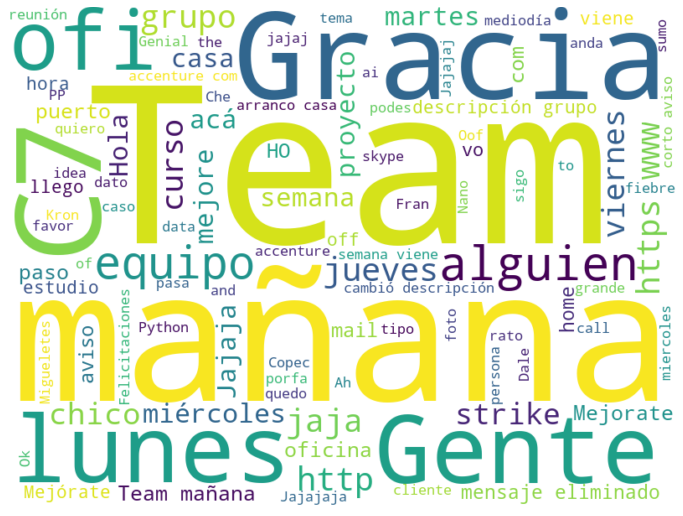 reunión
ofi
grupo
Genial
the
jajaj
tema
martes
mediodía
viene
Gracia
Jajajaj
anda
sumo
hora
casa
accenture com
ai
com
PP
puerto
quiero
Hola
Che
arranco casa
podes
descripción grupo
acá
HO
proyecto
Oof
viernes
https www
corto aviso
C7
Team
idea
llego
dato
curso
mejore
skype
vo
to
semana
Fran
Nano
sigo
fiebre
Kron
caso
favor
data
off
of
accenture
semana viene
paso
equipo
jueves
alguien
estudio
pasa
and
cambió descripción
grande
mañana
Migueletes
aviso
Felicitaciones
Python
Jajaja
mail
tipo
foto
rato
home
call
miercoles
Copec
porfa
quedo
Ah
persona
Dale
lunes
chico
miércoles
jaja
Gente
strike
Mejorate
Ok
oficina
http
Mejórate
Team mañana
Jajajaja
cliente
mensaje eliminado